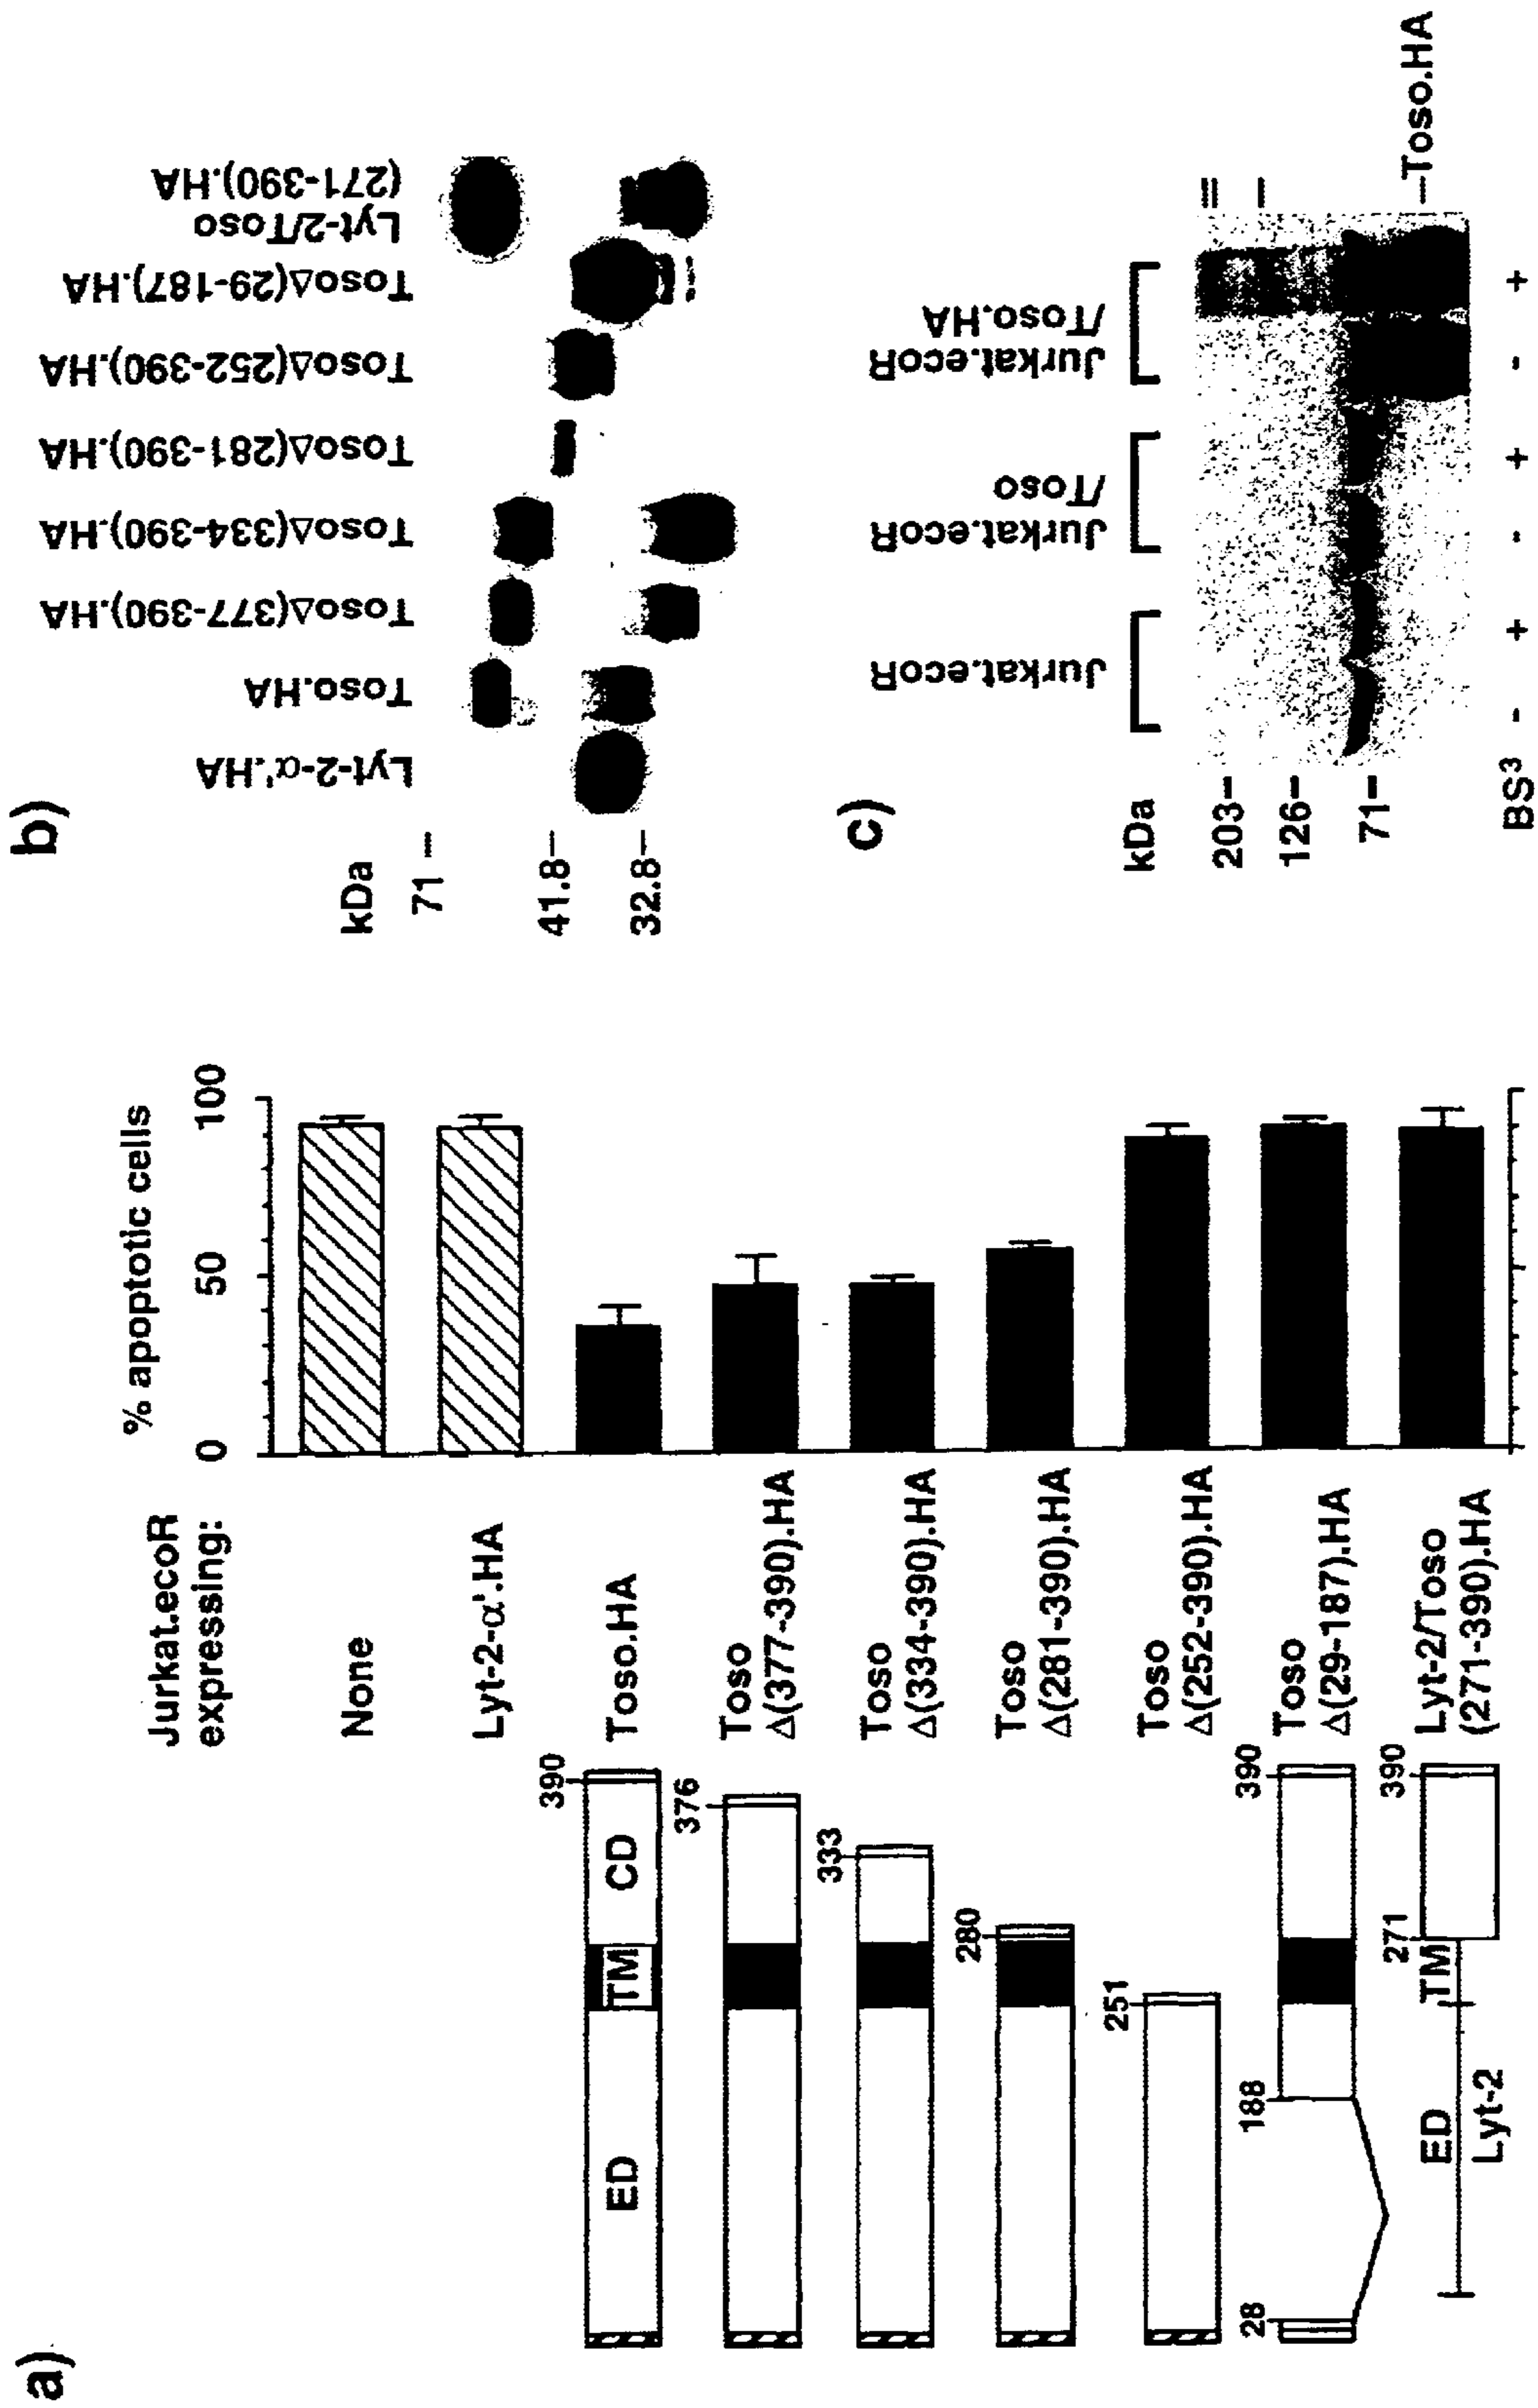 a)
Jurkat.ecoR
expressing:
% apoptotic cells
0 50 100
None
Lyt-2-α'.HA
ED TM CD 390
Toso.HA
376
Toso
Δ(377-390).HA
333
Toso
Δ(334-390).HA
280
Toso
Δ(281-390).HA
251
Toso
Δ(252-390).HA
28 188 390
Toso
Δ(29-187).HA
ED TM 271 390
Lyt-2
Lyt-2/Toso
(271-390).HA
b)
Lyt-2-α'.HA
Toso.HA
TosoΔ(377-390).HA
TosoΔ(334-390).HA
TosoΔ(281-390).HA
TosoΔ(252-390).HA
TosoΔ(29-187).HA
Lyt-2/Toso
(271-390).HA
kDa
71
41.8
32.8
c)
Jurkat.ecoR
Jurkat.ecoR
/Toso
Jurkat.ecoR
/Toso.HA
kDa
203
126
71
Toso.HA
BS³ - + - + - +